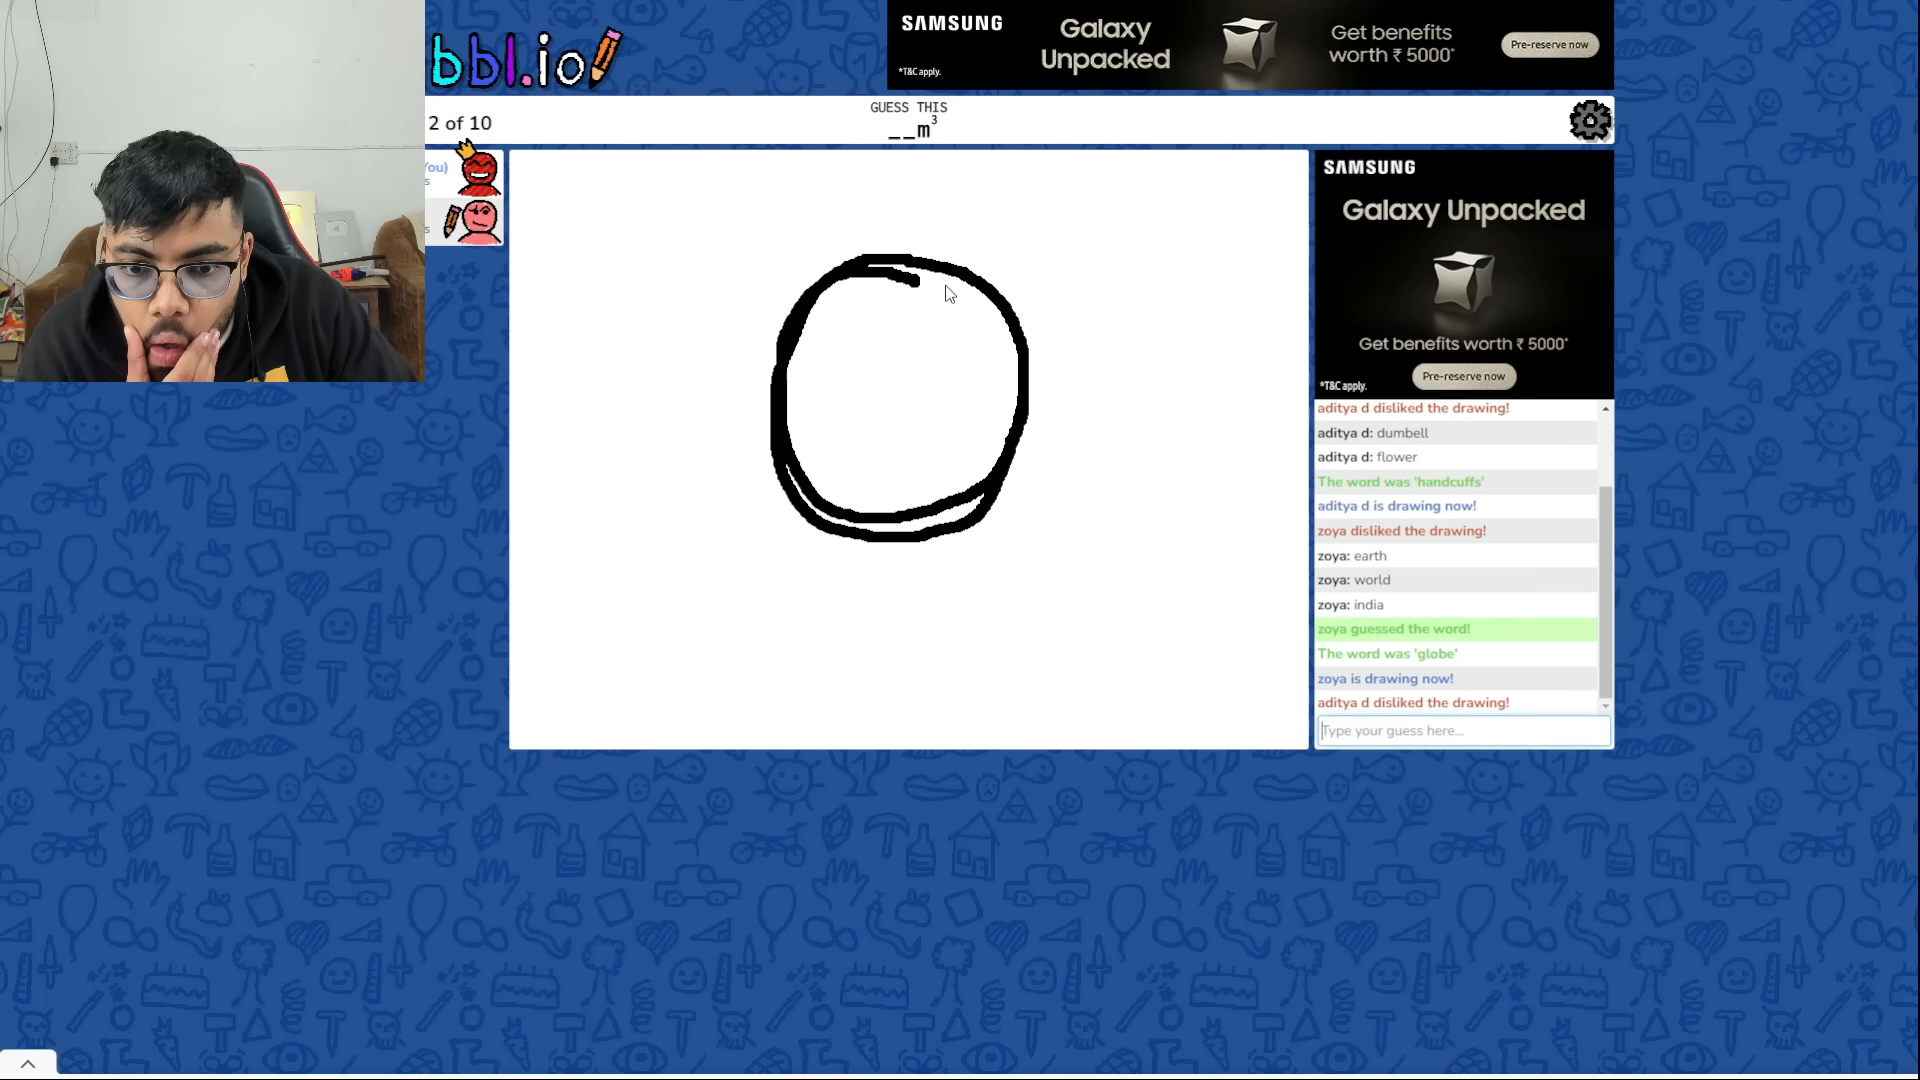 bbl.io
SAMSUNG
*T&C apply.
Galaxy
Unpacked
Get benefits
worth ₹ 5000*
Pre-reserve now
2 of 10
GUESS THIS
__m³
You)
s
s
SAMSUNG
Galaxy Unpacked
Get benefits worth ₹ 5000*
Pre-reserve now
*T&C apply.
aditya d disliked the drawing!
aditya d: dumbell
aditya d: flower
The word was 'handcuffs'
aditya d is drawing now!
zoya disliked the drawing!
zoya: earth
zoya: world
zoya: india
zoya guessed the word!
The word was 'globe'
zoya is drawing now!
aditya d disliked the drawing!
Type your guess here...